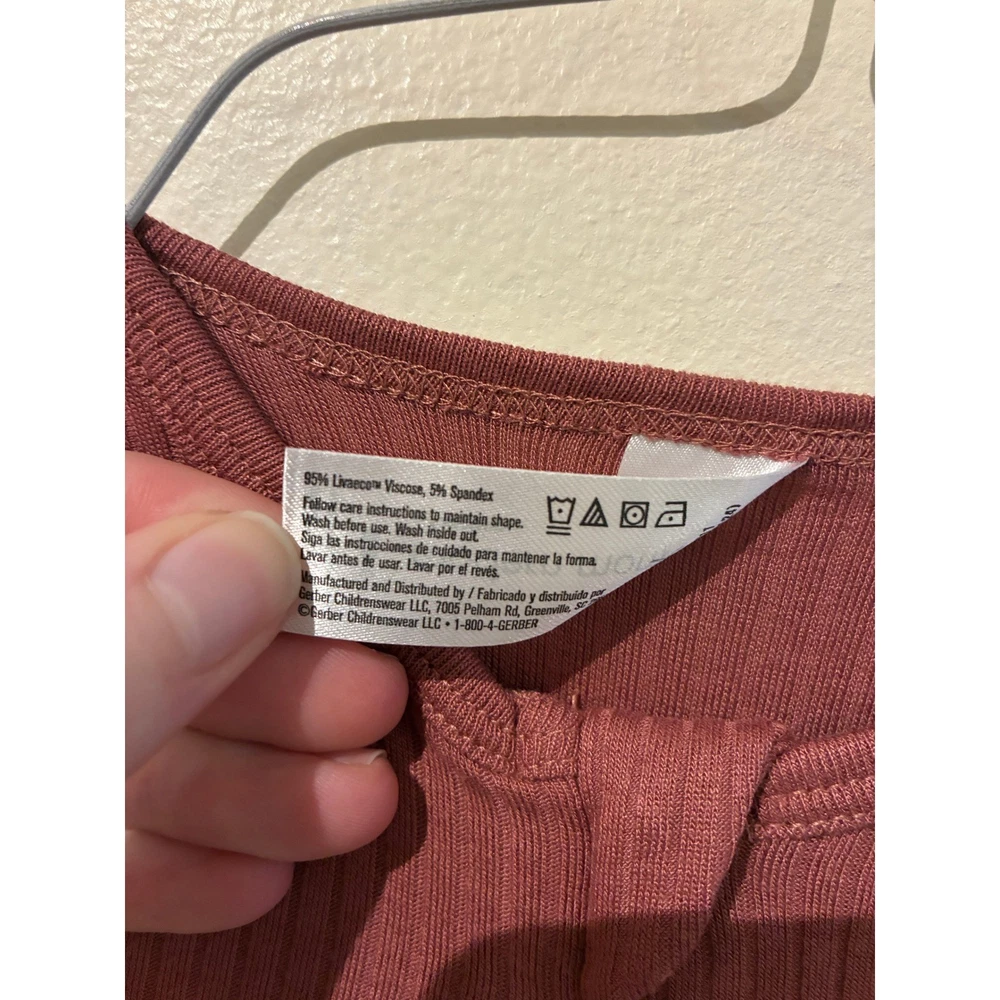 95% Livaeco™ Viscose, 5% Spandex
Follow care instructions to maintain shape.
Wash before use. Wash inside out.
Siga las instrucciones de cuidado para mantener la forma.
Lavar antes de usar. Lavar por el revés.
Manufactured and Distributed by / Fabricado y distribuido por
Gerber Childrenswear LLC, 7005 Pelham Rd, Greenville, SC
©Gerber Childrenswear LLC • 1-800-4-GERBER